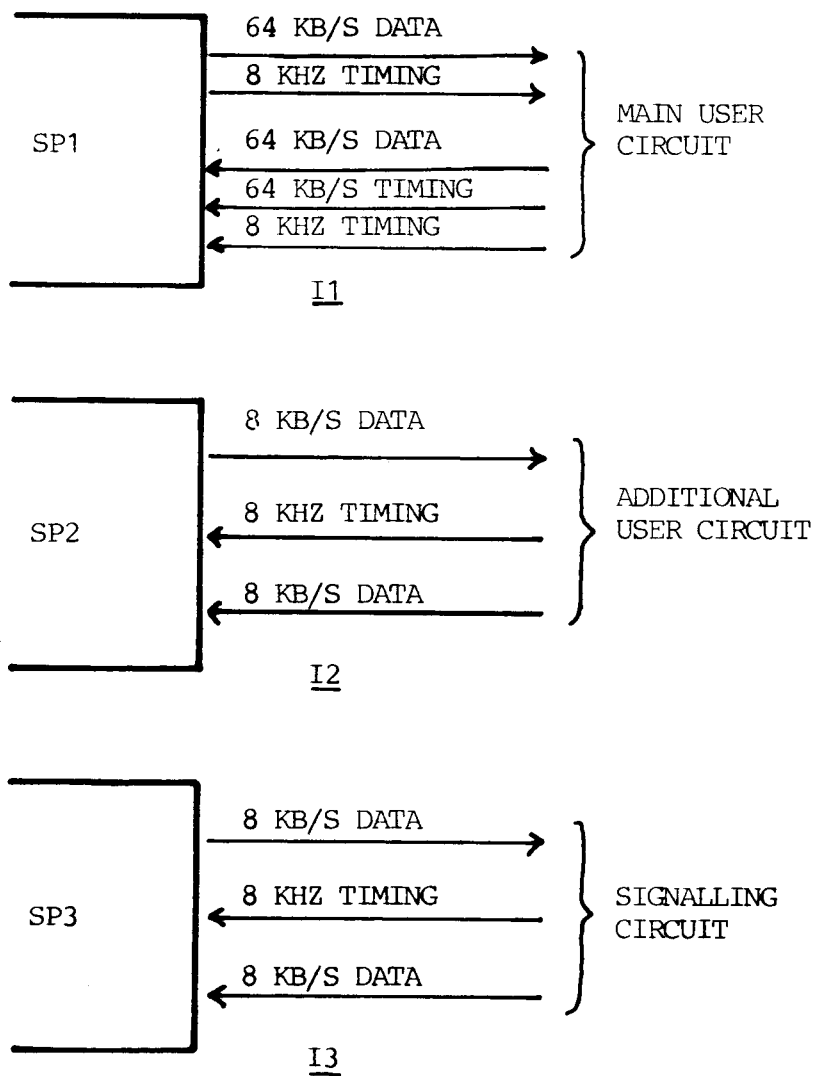 64 KB/S DATA
8 KHZ TIMING
MAIN USER
CIRCUIT
SP1
64 KB/S DATA
64 KB/S TIMING
8 KHZ TIMING
I1
8 KB/S DATA
ADDITIONAL
USER CIRCUIT
SP2
8 KHZ TIMING
8 KB/S DATA
I2
8 KB/S DATA
SP3
8 KHZ TIMING
SIGNALLING
CIRCUIT
8 KB/S DATA
I3